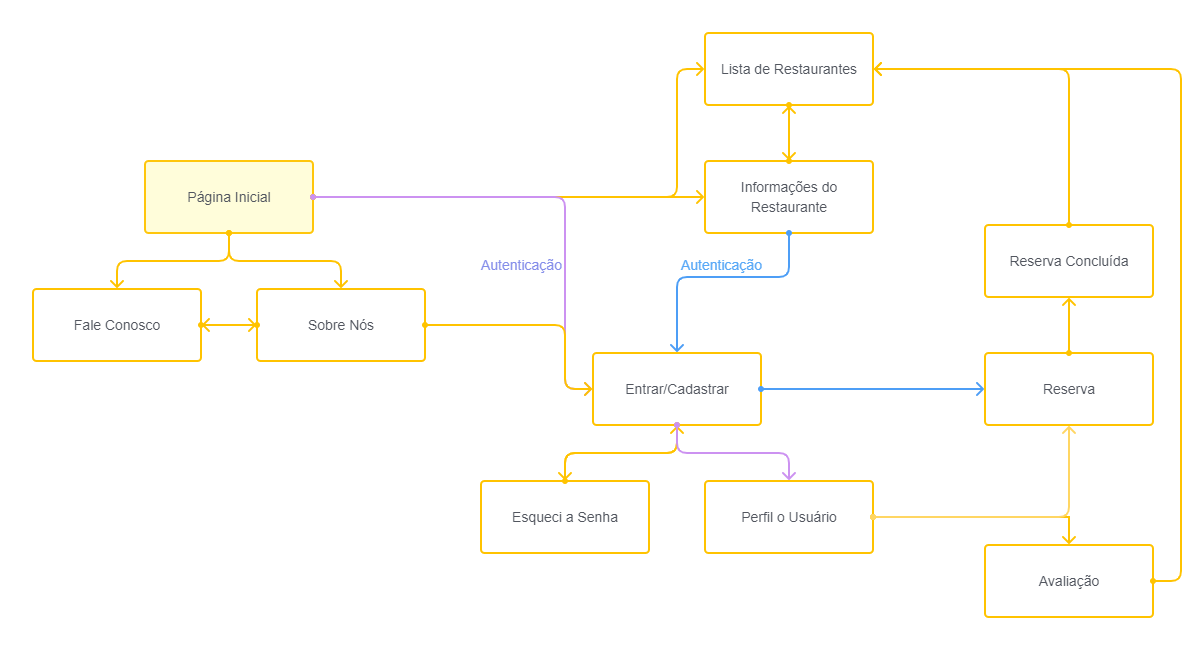 Lista de Restaurantes
Página Inicial
Informações do
Restaurante
Autenticação
Autenticação
Reserva Concluída
Fale Conosco
Sobre Nós
Entrar/Cadastrar
Reserva
Esqueci a Senha
Perfil o Usuário
Avaliação